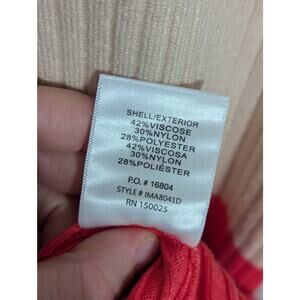 SHELL/EXTERIOR
42%VISCOSE
30%NYLON
28%POLYESTER
42%VISCOSA
30%NYLON
28%POLIÉSTER
P.O. # 16804
STYLE # IMA8041D
RN 150025